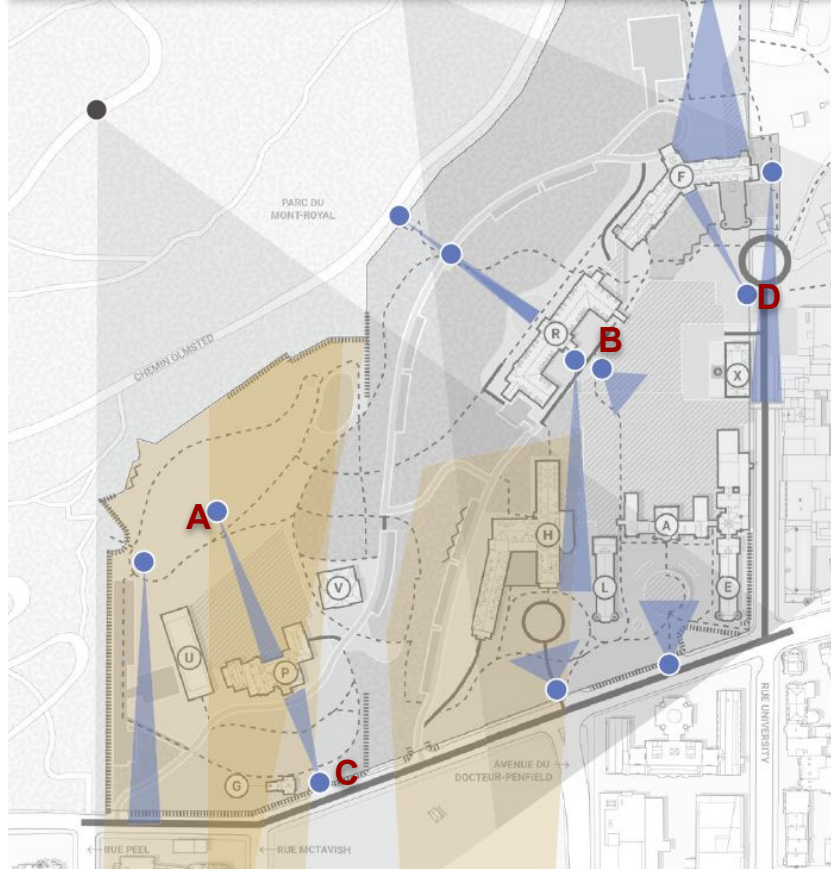 F
PARC DU
MONT-ROYAL
D
R
B
CHEMIN OLMSTED
X
A
H
A
V
L
E
U
P
C
G
AVENUE DU
DOCTEUR-PENFIELD
RUE UNIVERSITY
RUE PEEL
RUE MCTAVISH